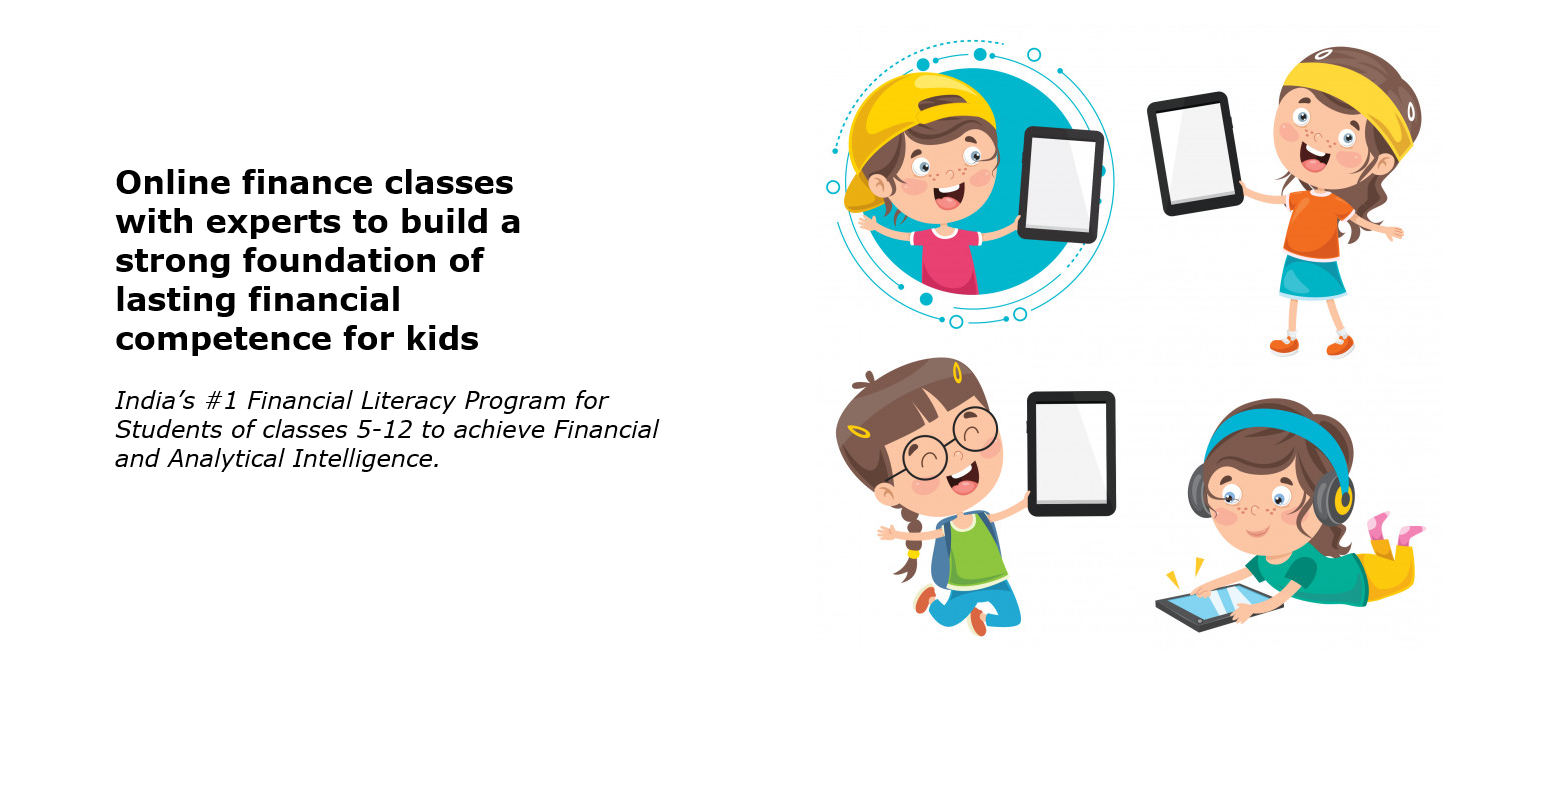 Online finance classes
with experts to build a
strong foundation of
lasting financial
competence for kids
India’s #1 Financial Literacy Program for
Students of classes 5-12 to achieve Financial
and Analytical Intelligence.